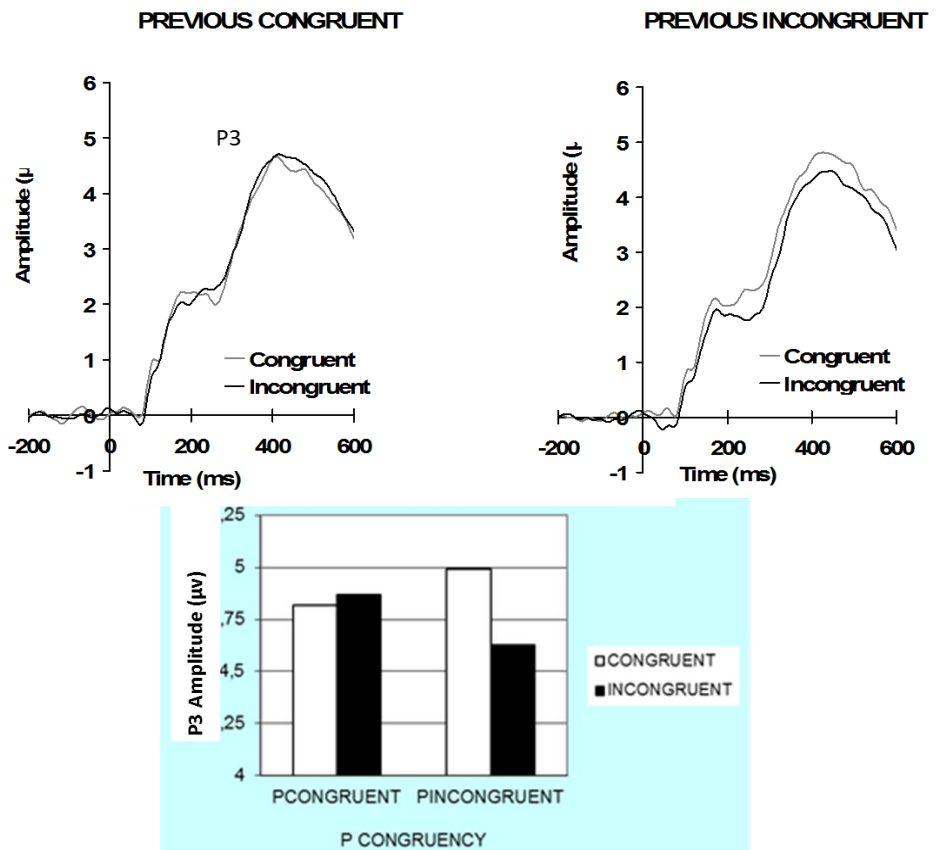 PREVIOUS CONGRUENT
6
5
4
3
2
1
0
-1
P3
Amplitude (µ
Congruent
Incongruent
-200 0 200 400 600
Time (ms)
PREVIOUS INCONGRUENT
6
5
4
3
2
1
0
-1
Amplitude (µ
Congruent
Incongruent
-200 0 200 400 600
Time (ms)
,25
5
,75
4,5
,25
4
P3 Amplitude (µv)
CONGRUENT
INCONGRUENT
PCONGRUENT PINCONGRUENT
P CONGRUENCY